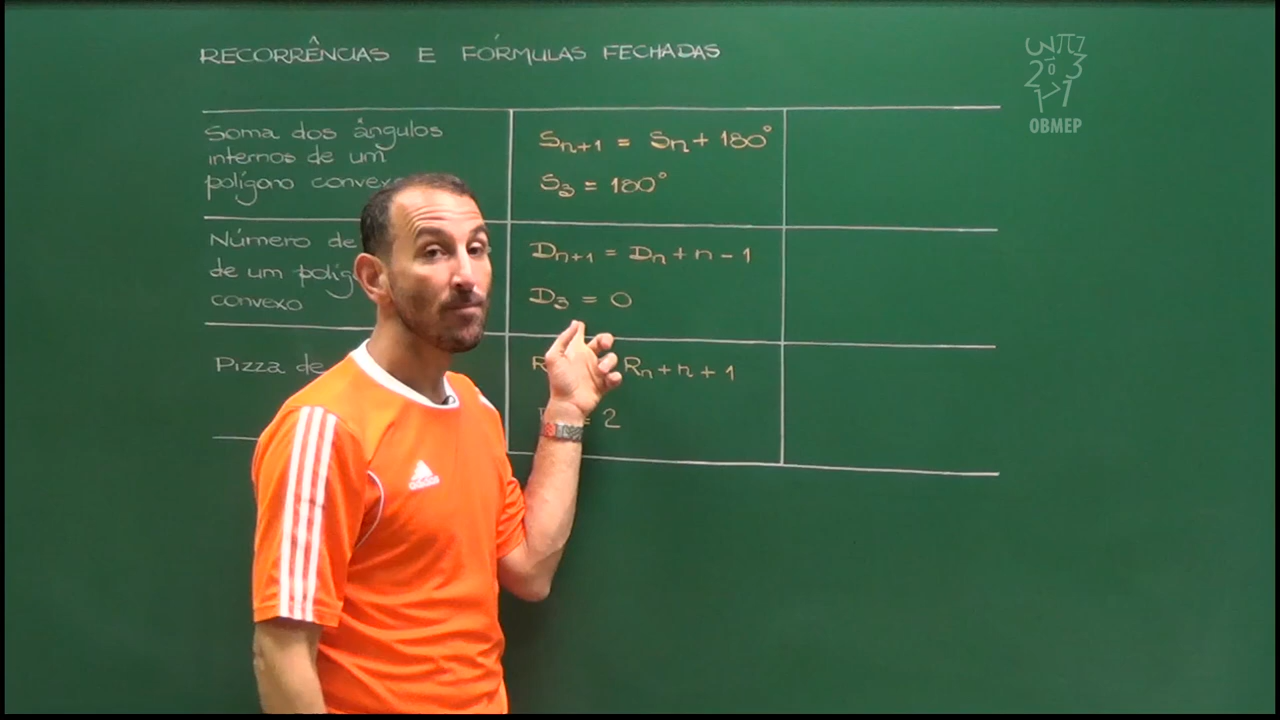 RECORRÊNCIAS E FÓRMULAS FECHADAS
Soma dos ângulos
internos de um
polígono convexo
Sn+1 = Sn + 180°
S3 = 180°
Número de
de um
convexo
Dn+1 = Dn + n - 1
D3 = 0
Pizza de
Rn + n + 1
= 2
OBMEP
adidas